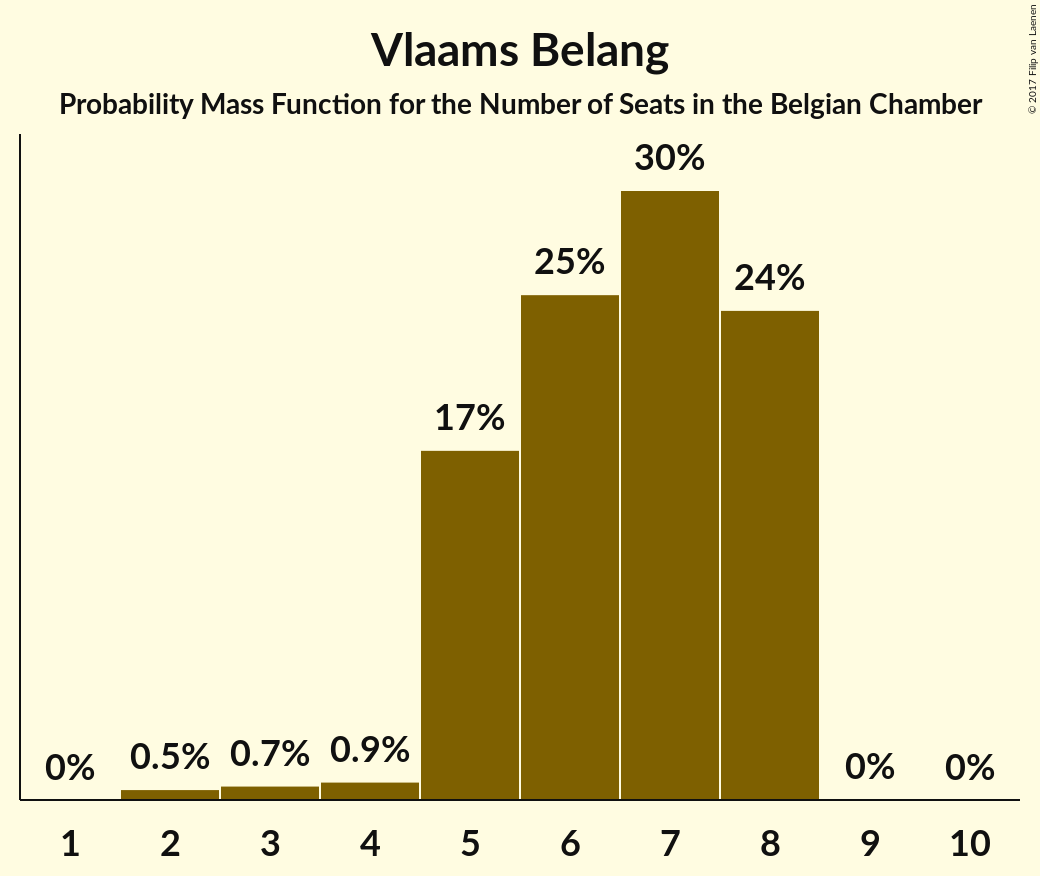 Vlaams Belang
Probability Mass Function for the Number of Seats in the Belgian Chamber
© 2017 Filip van Laenen
0% 0.5% 0.7% 0.9% 17% 25% 30% 24% 0% 0%
1 2 3 4 5 6 7 8 9 10